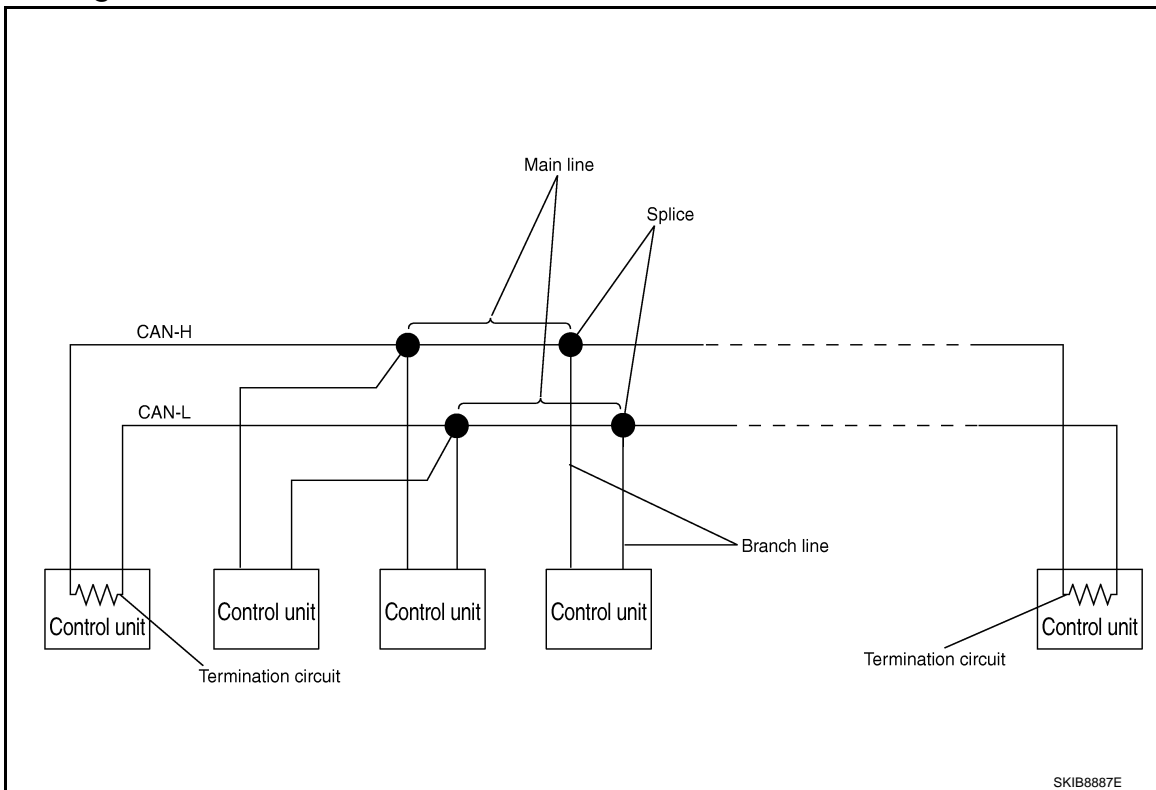 Main line
Splice
CAN-H
CAN-L
Branch line
Control unit
Control unit
Control unit
Control unit
Control unit
Termination circuit
Termination circuit
SKIB8887E